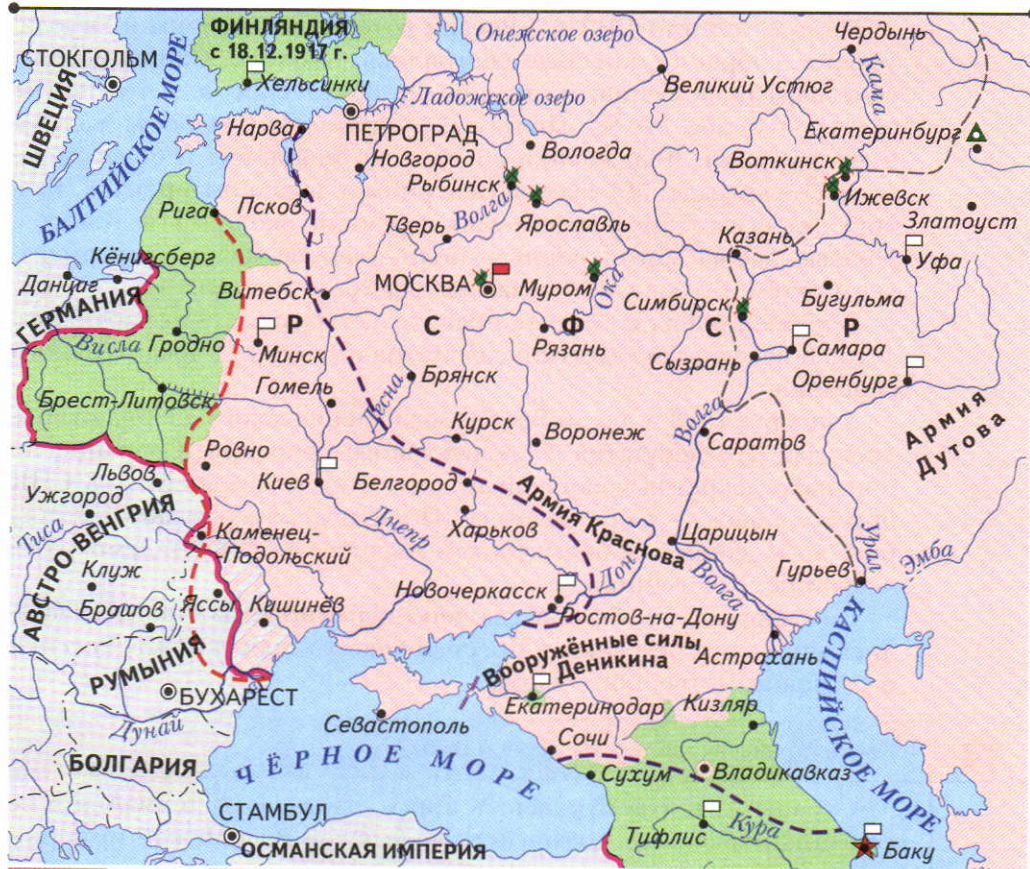 ФИНЛЯНДИЯ
с 18.12.1917 г.
СТОКГОЛЬМ
ШВЕЦИЯ
БАЛТИЙСКОЕ МОРЕ
Хельсинки
Онежское озеро
Ладожское озеро
Чердынь
Великий Устюг
Кама
Нарва
ПЕТРОГРАД
Новгород
Вологда
Екатеринбург
Воткинск
Рыбинск
Ижевск
Псков
Рига
Волга
Тверь
Ярославль
Златоуст
Казань
Кёнигсберг
Данцаг
ГЕРМАНИЯ
Витебск
МОСКВА
Муром
Ока
Симбирск
Уфа
Бугульма
Р С Ф С Р
Висла
Гродно
Минск
Рязань
Сызрань
Самара
Гомель
Брянск
Десна
Оренбург
Брест-Литовск
Волга
Курск
Воронеж
Саратов
Армия
Дутова
Ровно
Львов
Киев
Белгород
Ужгород
Тиса
АВСТРО-ВЕНГРИЯ
Днепр
Харьков
Армия Краснова
Царицын
Урал
Эмба
Каменец-
-Подольский
Клуж
Дон
Волга
Гурьев
Новочеркасск
Брашов
Яссы
Кишинёв
Ростов-на-Дону
РУМЫНИЯ
Вооружённые силы
Деникина
Астрахань
КАСПИЙСКОЕ МОРЕ
БУХАРЕСТ
Дунай
Севастополь
Екатеринодар
Кизляр
БОЛГАРИЯ
ЧЁРНОЕ МОРЕ
Сочи
Сухум
Владикавказ
СТАМБУЛ
Тифлис
Кура
ОСМАНСКАЯ ИМПЕРИЯ
Баку